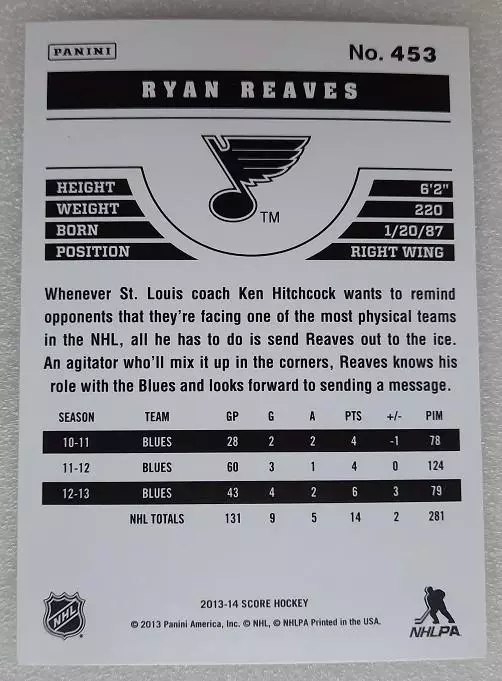 PANINI
No. 453
RYAN REAVES
TM
HEIGHT 6'2"
WEIGHT 220
BORN 1/20/87
POSITION RIGHT WING
Whenever St. Louis coach Ken Hitchcock wants to remind
opponents that they're facing one of the most physical teams
in the NHL, all he has to do is send Reaves out to the ice.
An agitator who'll mix it up in the corners, Reaves knows his
role with the Blues and looks forward to sending a message.
SEASON TEAM GP G A PTS +/- PIM
10-11 BLUES 28 2 2 4 -1 78
11-12 BLUES 60 3 1 4 0 124
12-13 BLUES 43 4 2 6 3 79
NHL TOTALS 131 9 5 14 2 281
NHL
2013-14 SCORE HOCKEY
© 2013 Panini America, Inc. © NHL, © NHLPA Printed in the USA.
NHLPA